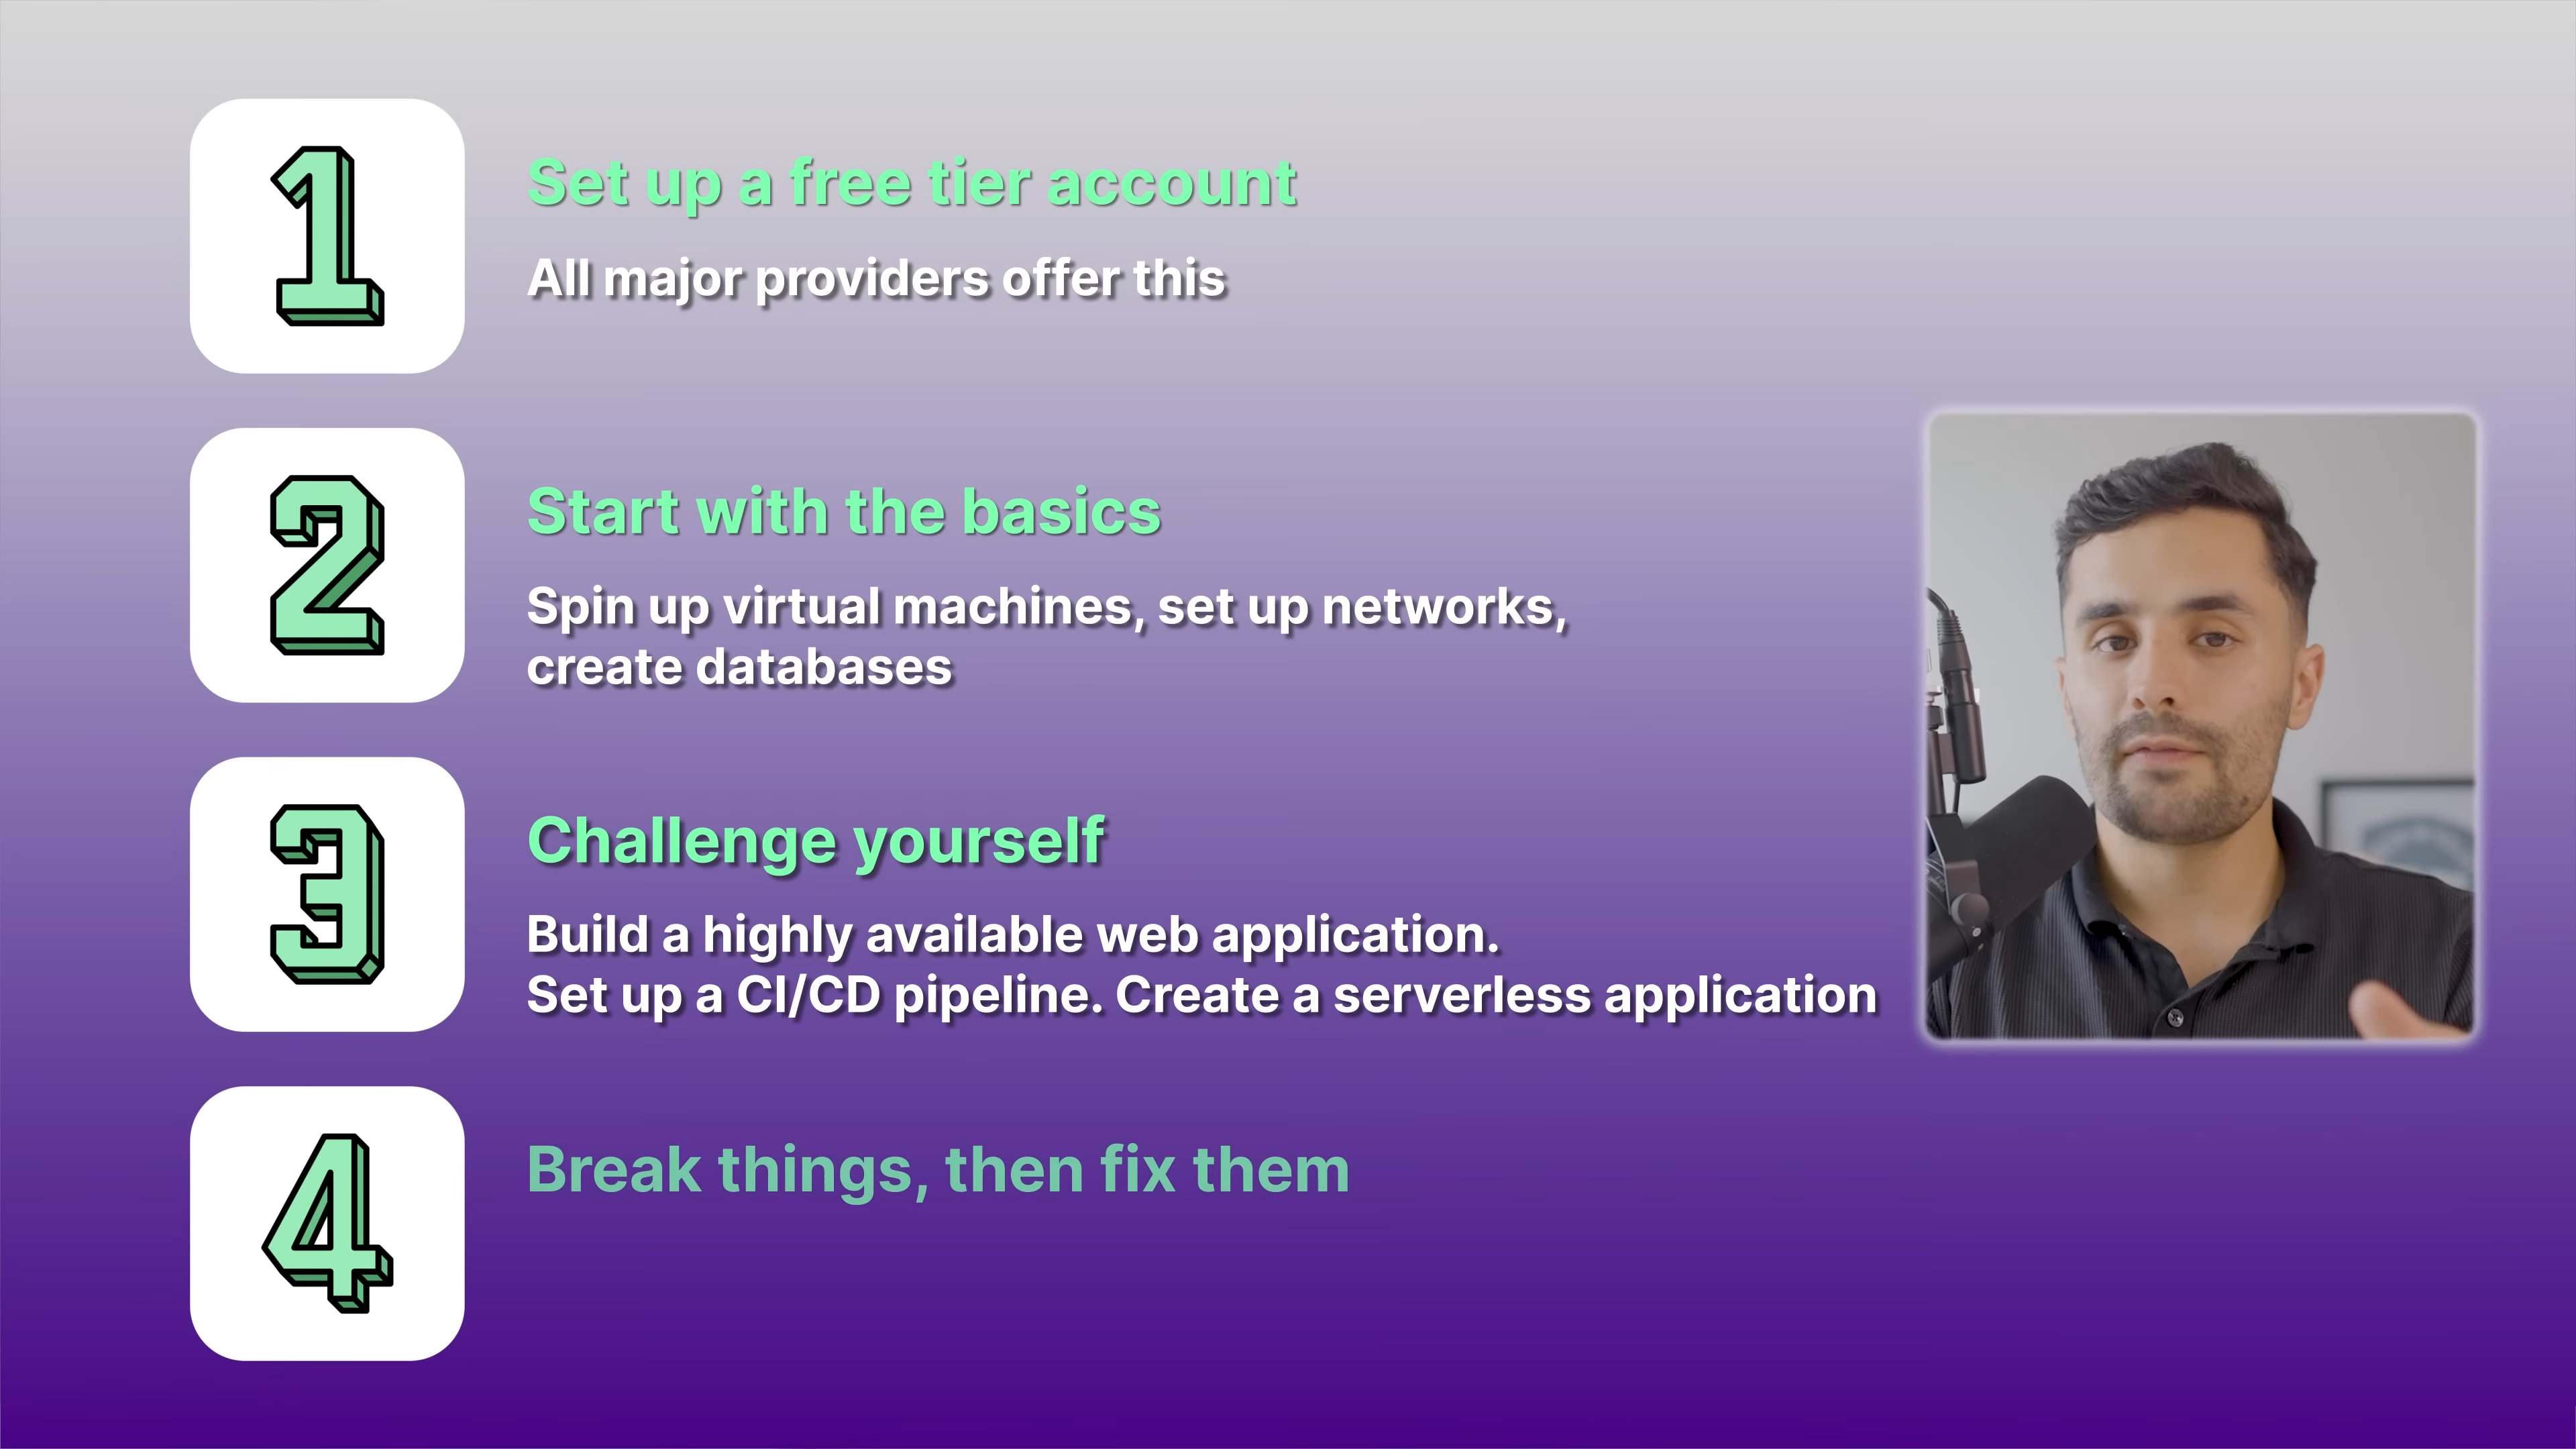 1
Set up a free tier account
All major providers offer this
2
Start with the basics
Spin up virtual machines, set up networks,
create databases
3
Challenge yourself
Build a highly available web application.
Set up a CI/CD pipeline. Create a serverless application
4
Break things, then fix them